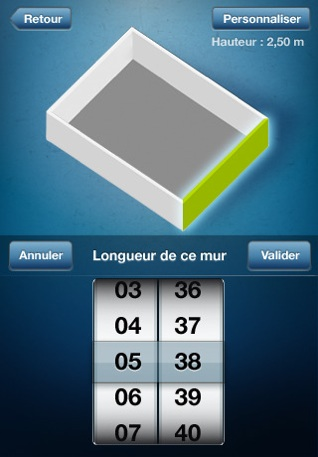 Retour Personnaliser
Hauteur : 2,50 m
Annuler Longueur de ce mur Valider
03 36
04 37
05 38
06 39
07 40